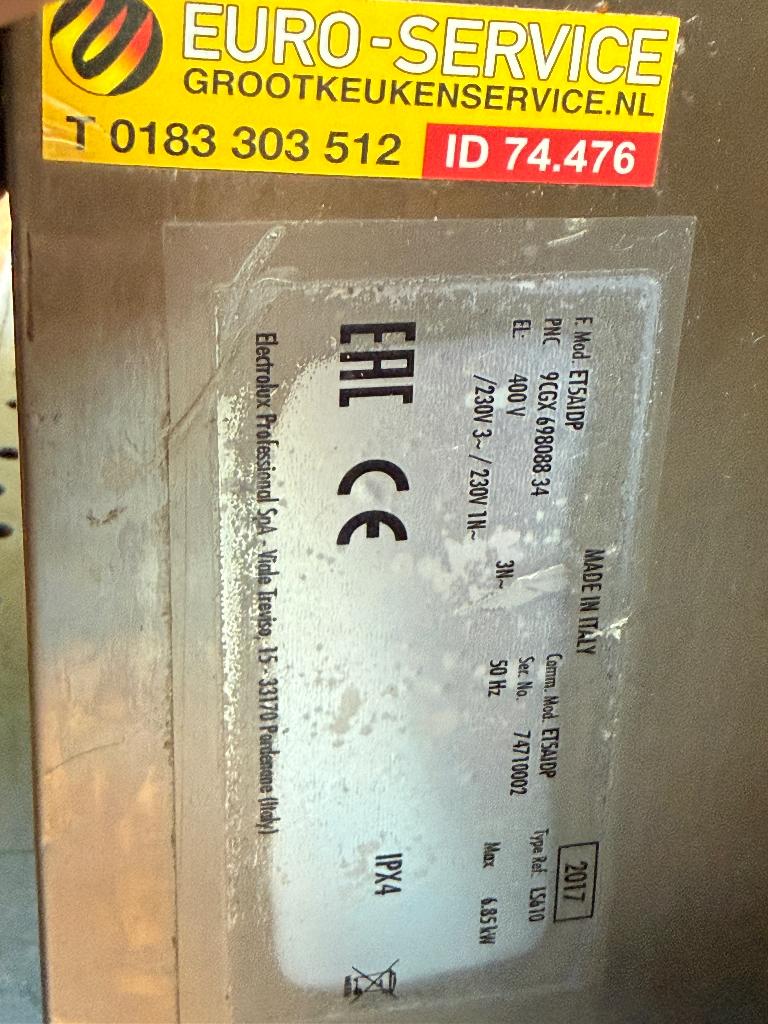 EURO-SERVICE
GROOTKEUKENSERVICE.NL
T 0183 303 512
ID 74.476
MADE IN ITALY
2017
F. Mod. ET5AIDP
Comm. Mod. ET5AIDP
Type Ref. LS610
PNC 9CGX 698088 34
Ser. No. 74710002
EL: 400 V 3N~ 50 Hz Max 6.85 kW
/230V 3~ / 230V 1N~
EAC CE IPX4
Electrolux Professional SpA - Viale Treviso, 15 - 33170 Pordenone (Italy)